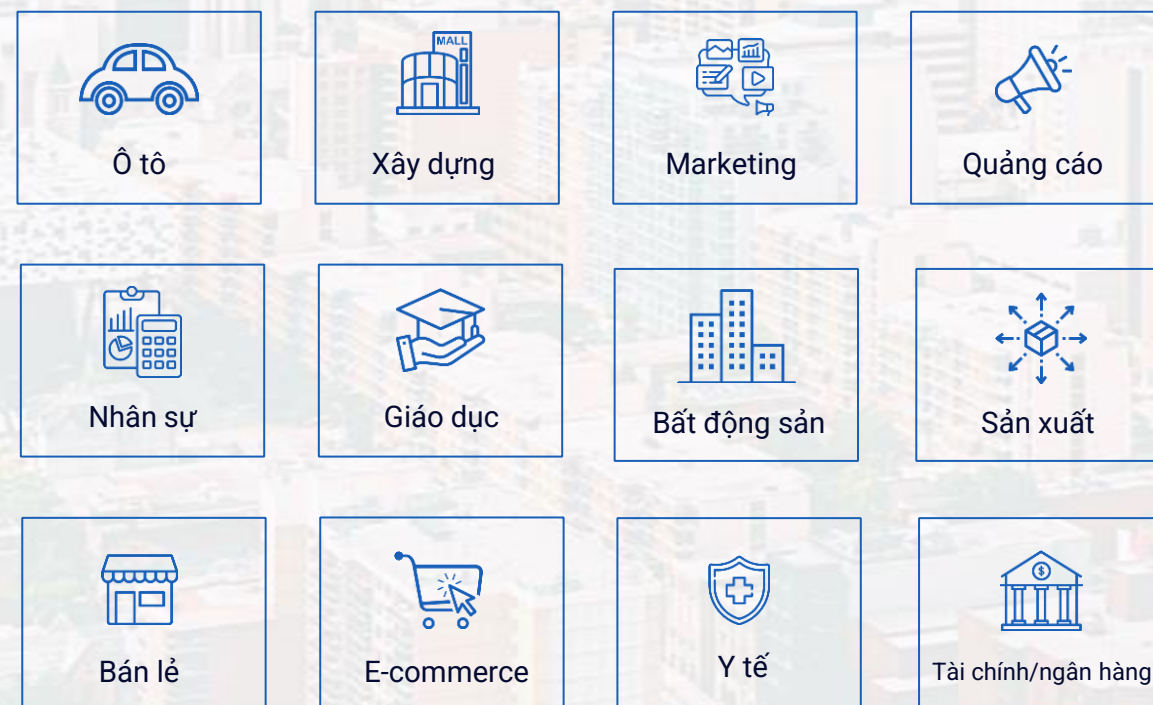 MALL
Ô tô
Xây dựng
Marketing
Quảng cáo
Nhân sự
Giáo dục
Bất động sản
Sản xuất
Bán lẻ
E-commerce
Y tế
$
Tài chính/ngân hàng